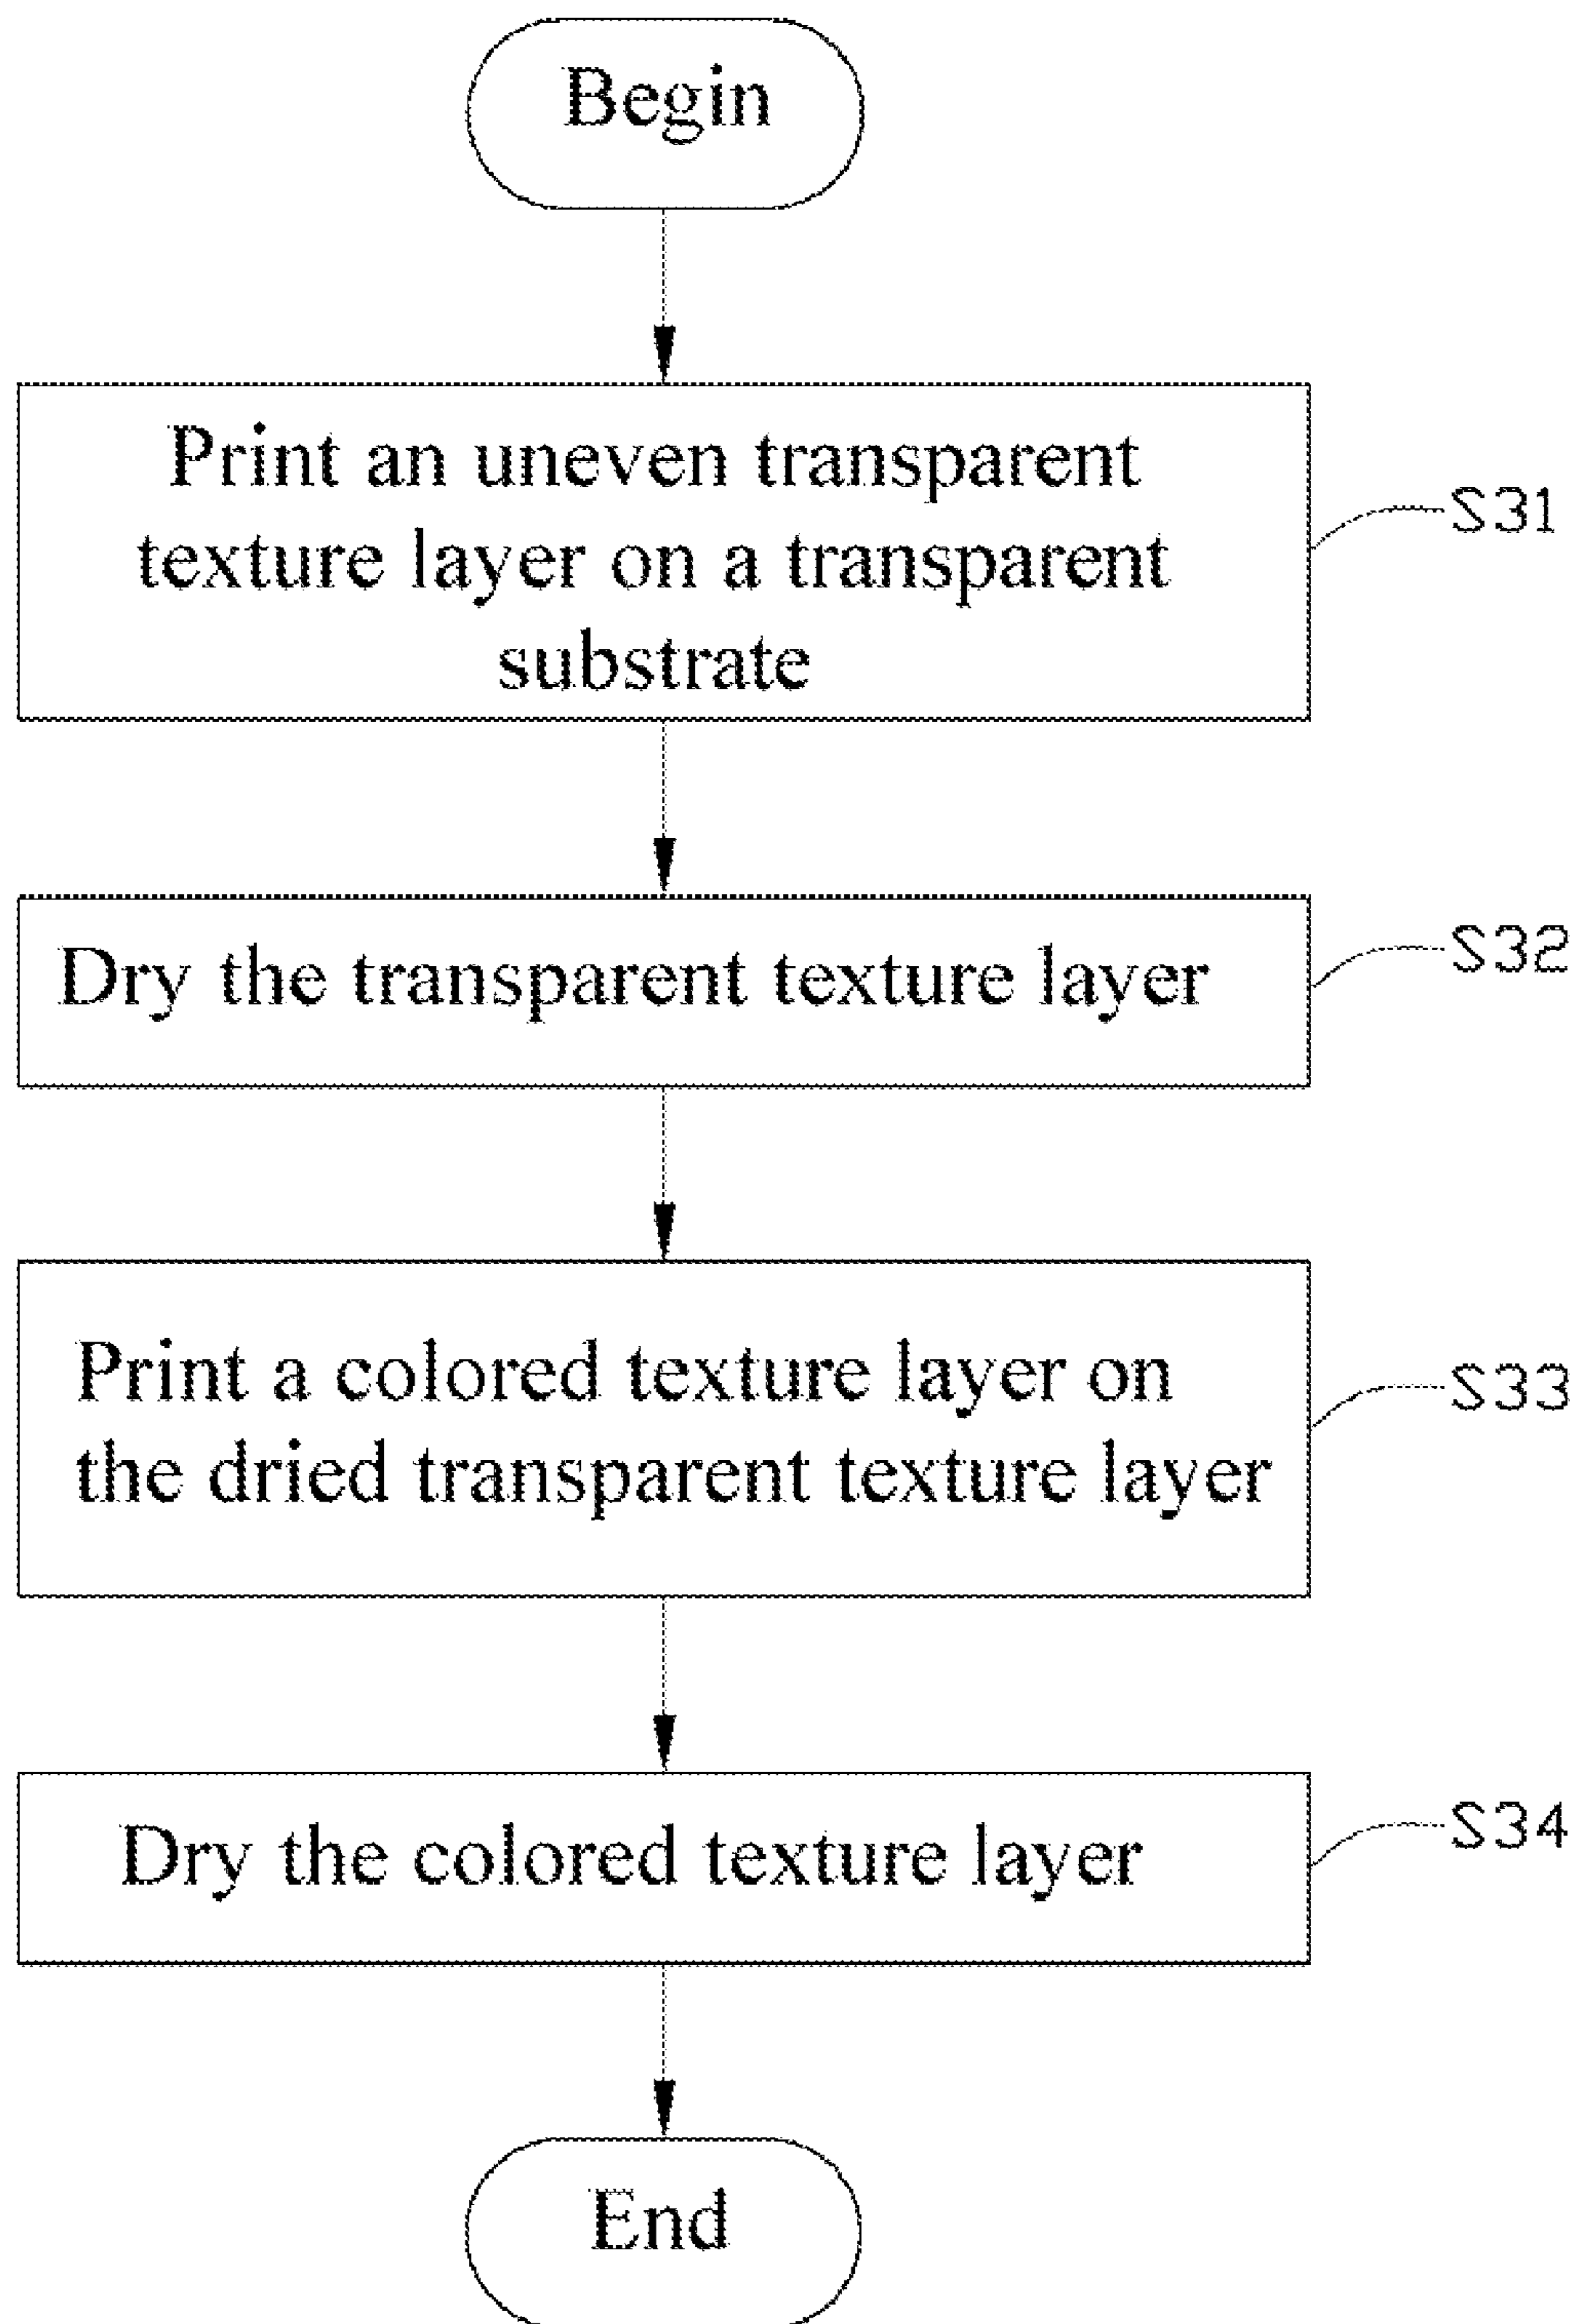 Begin
Print an uneven transparent
texture layer on a transparent
substrate
S31
Dry the transparent texture layer
S32
Print a colored texture layer on
the dried transparent texture layer
S33
Dry the colored texture layer
S34
End